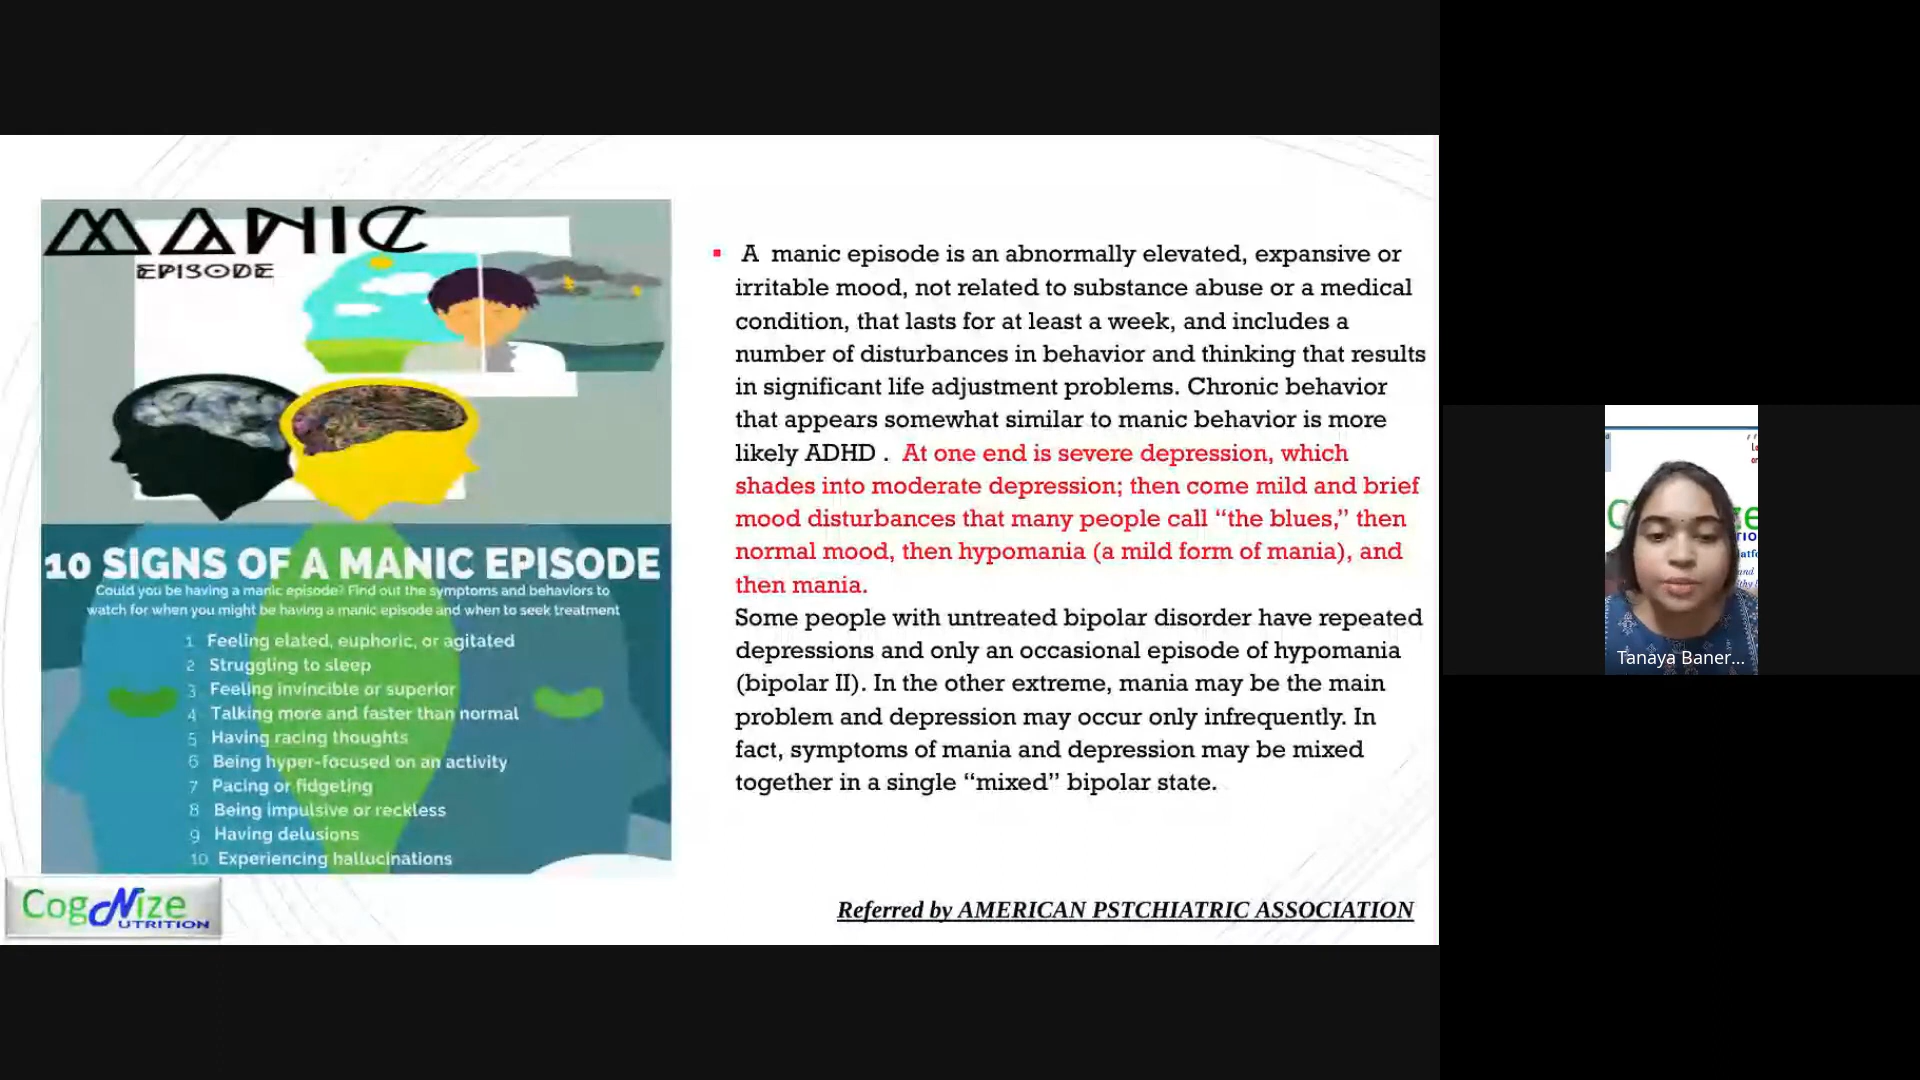 MANIC
EPISODE
10 SIGNS OF A MANIC EPISODE
Could you be having a manic episode? Find out the symptoms and behaviors to
watch for when you might be having a manic episode and when to seek treatment
1 Feeling elated, euphoric, or agitated
2 Struggling to sleep
3 Feeling invincible or superior
4 Talking more and faster than normal
5 Having racing thoughts
6 Being hyper-focused on an activity
7 Pacing or fidgeting
8 Being impulsive or reckless
9 Having delusions
10 Experiencing hallucinations
CogNize
NUTRITION
▪ A manic episode is an abnormally elevated, expansive or
irritable mood, not related to substance abuse or a medical
condition, that lasts for at least a week, and includes a
number of disturbances in behavior and thinking that results
in significant life adjustment problems. Chronic behavior
that appears somewhat similar to manic behavior is more
likely ADHD . At one end is severe depression, which
shades into moderate depression; then come mild and brief
mood disturbances that many people call “the blues,” then
normal mood, then hypomania (a mild form of mania), and
then mania.
Some people with untreated bipolar disorder have repeated
depressions and only an occasional episode of hypomania
(bipolar II). In the other extreme, mania may be the main
problem and depression may occur only infrequently. In
fact, symptoms of mania and depression may be mixed
together in a single “mixed” bipolar state.
Referred by AMERICAN PSTCHIATRIC ASSOCIATION
Tanaya Baner...